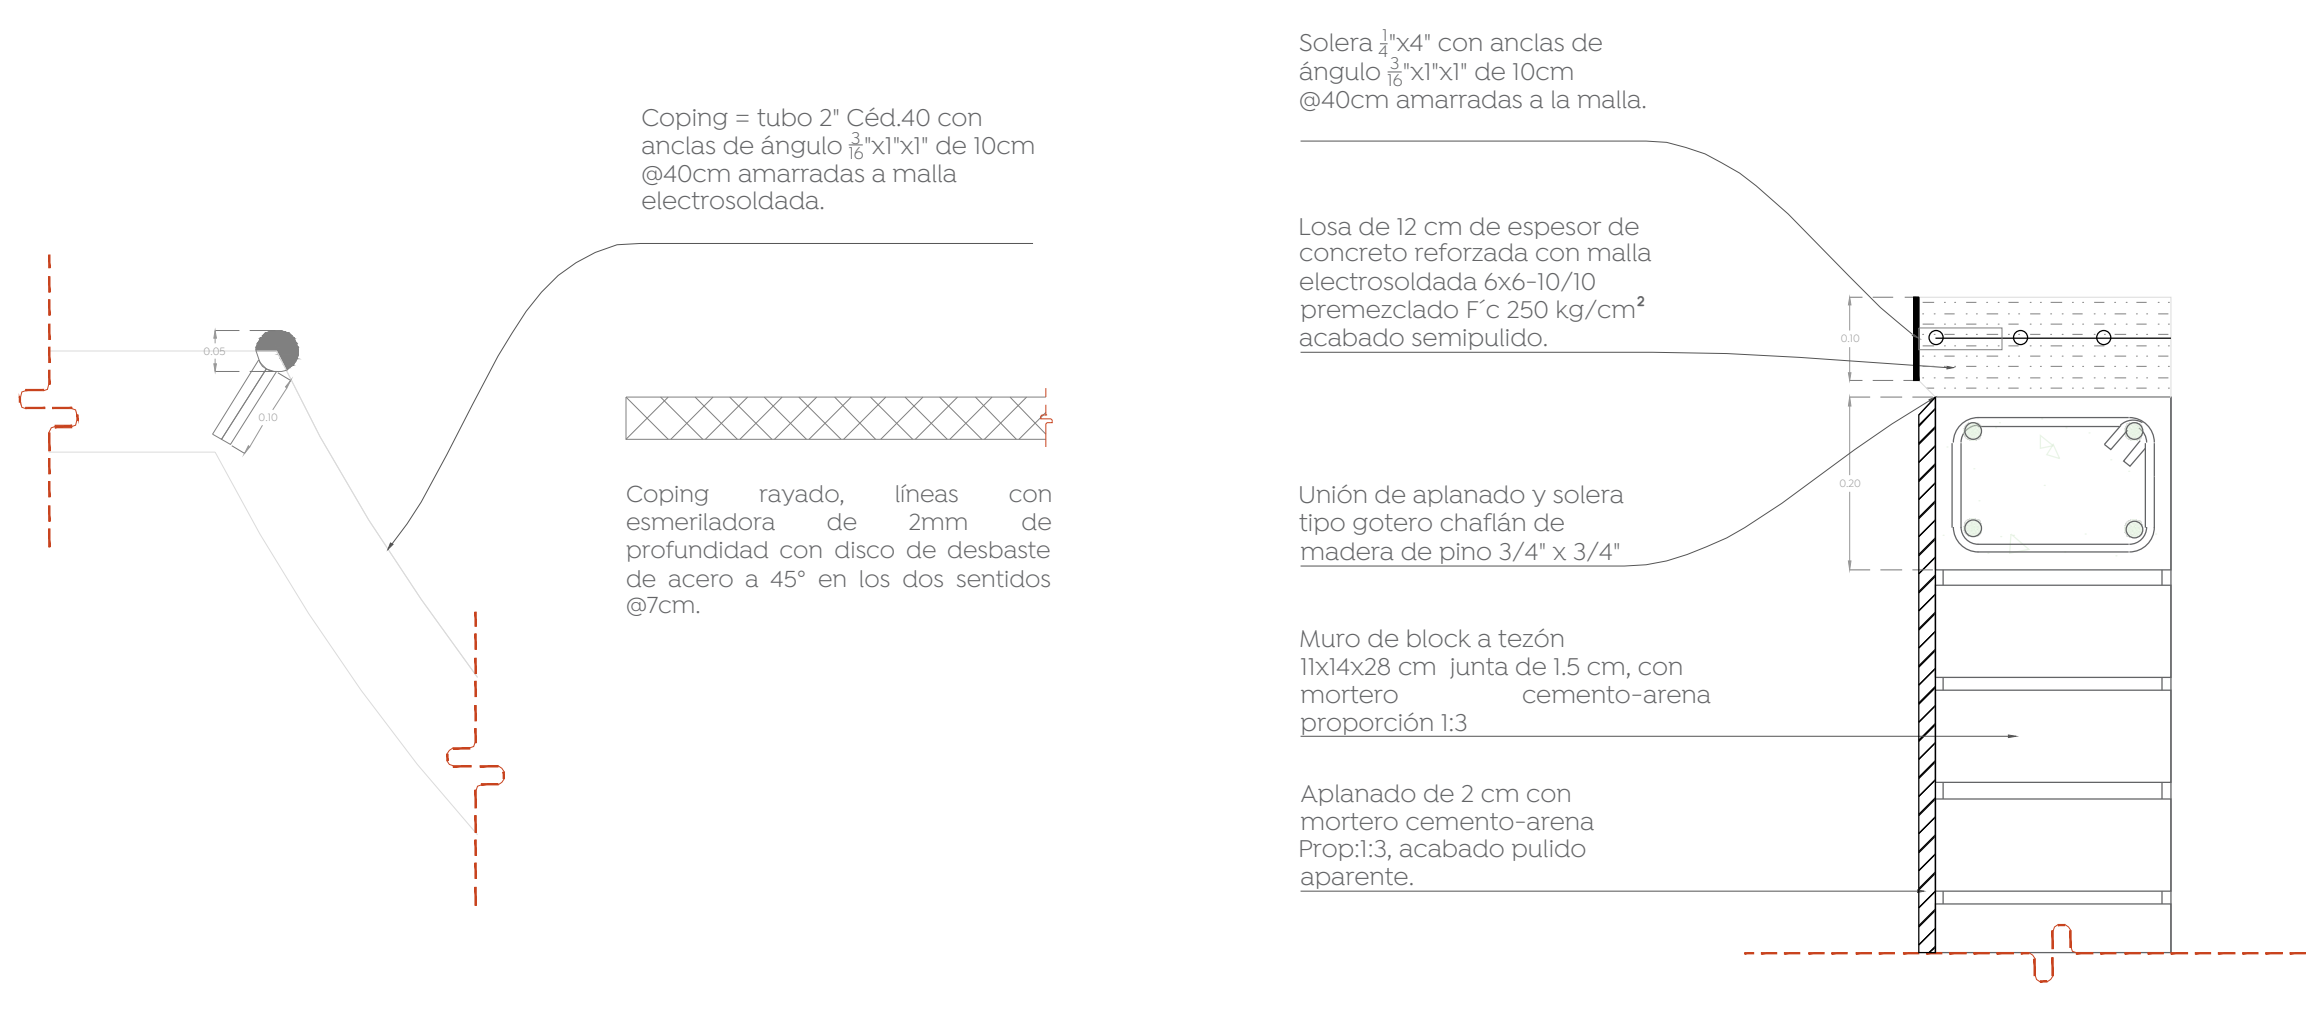 Coping = tubo 2" Céd.40 con
anclas de ángulo 3/16"x1"x1" de 10cm
@40cm amarradas a malla
electrosoldada.
0.05
0.10
Coping rayado, líneas con
esmeriladora de 2mm de
profundidad con disco de desbaste
de acero a 45° en los dos sentidos
@7cm.
Solera 1/4"x4" con anclas de
ángulo 3/16"x1"x1" de 10cm
@40cm amarradas a la malla.
Losa de 12 cm de espesor de
concreto reforzada con malla
electrosoldada 6x6-10/10
premezclado F´c 250 kg/cm²
acabado semipulido.
0.10
0.20
Unión de aplanado y solera
tipo gotero chaflán de
madera de pino 3/4" x 3/4"
Muro de block a tezón
11x14x28 cm junta de 1.5 cm, con
mortero cemento-arena
proporción 1:3
Aplanado de 2 cm con
mortero cemento-arena
Prop:1:3, acabado pulido
aparente.